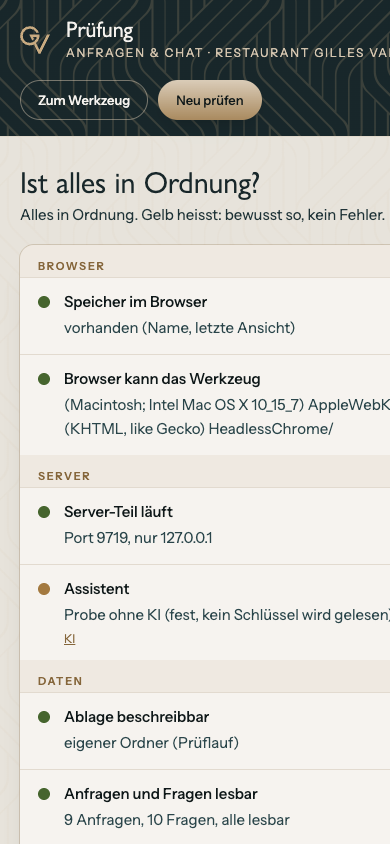 Prüfung
ANFRAGEN & CHAT · RESTAURANT GILLES
Zum Werkzeug
Neu prüfen
Ist alles in Ordnung?
Alles in Ordnung. Gelb heisst: bewusst so, kein Fehler.
BROWSER
Speicher im Browser
vorhanden (Name, letzte Ansicht)
Browser kann das Werkzeug
(Macintosh; Intel Mac OS X 10_15_7)
(KHTML, like Gecko) HeadlessChrome/
SERVER
Server-Teil läuft
Port 9719, nur 127.0.0.1
Assistent
Probe ohne KI (fest, kein Schlüssel wird gelesen)
KI
DATEN
Ablage beschreibbar
eigener Ordner (Prüflauf)
Anfragen und Fragen lesbar
9 Anfragen, 10 Fragen, alle lesbar